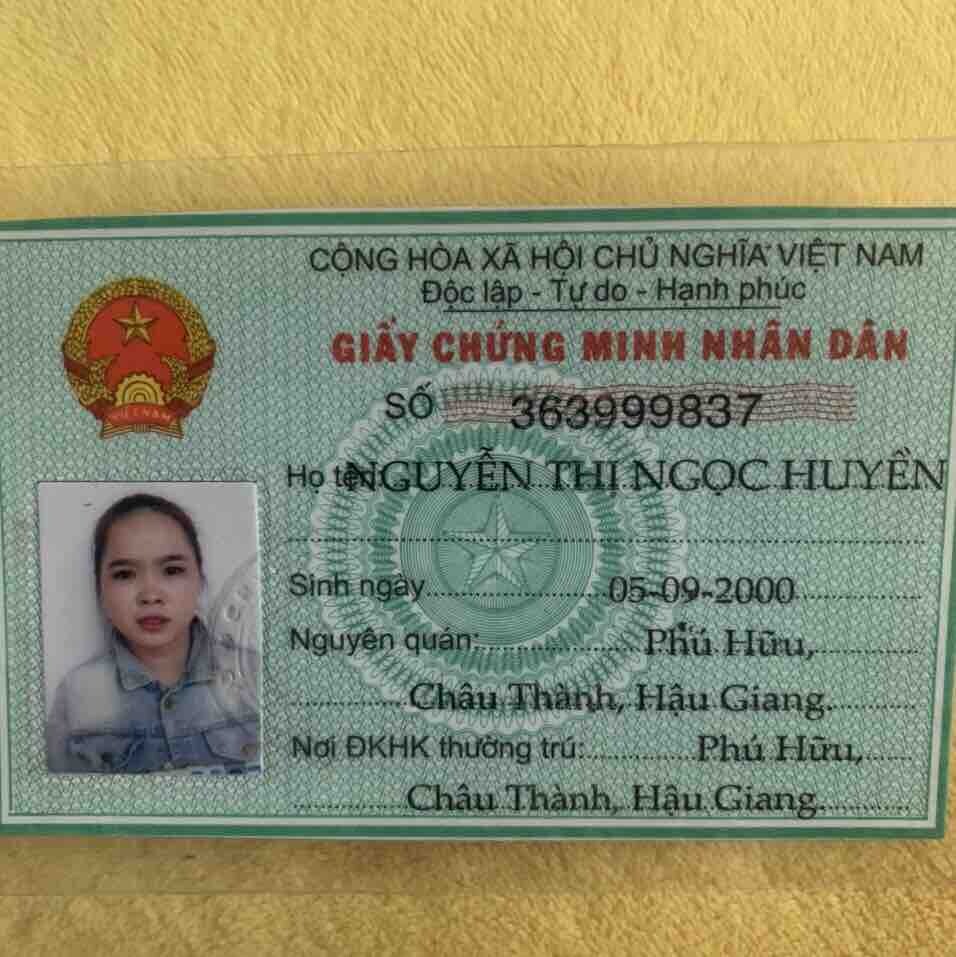 CỘNG HÒA XÃ HỘI CHỦ NGHĨA VIỆT NAM
Độc lập - Tự do - Hạnh phúc
GIẤY CHỨNG MINH NHÂN DÂN
VIỆT NAM
SỐ 363999837
Họ tên NGUYỄN THỊ NGỌC HUYỀN
Sinh ngày 05-09-2000
Nguyên quán: Phú Hữu,
Châu Thành, Hậu Giang.
Nơi ĐKHK thường trú: Phú Hữu,
Châu Thành, Hậu Giang.